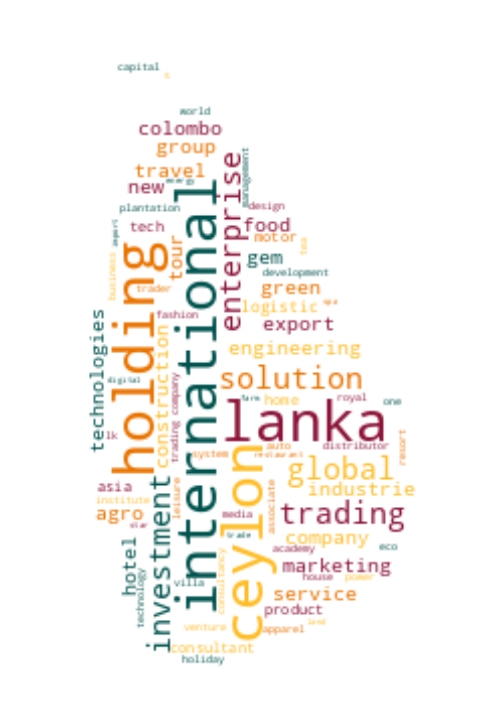 capital
world
colombo
group
travel
new
enterprise
management
plantation
design
tech
food
international
holding
tour
motor
tea
gem
export
business
development
trader
green
logistic
fashion
export
technologies
construction
engineering
digital
trading company
solution
farm
home
royal
one
lanka
lk
auto
distributor
system
restaurant
resort
ceylon
global
asia
investment
leisure
associate
industrie
institute
agro
star
media
trading
trade
company
hotel
academy
eco
technology
consultancy
marketing
villa
house
power
service
product
venture
apparel
land
consultant
holiday